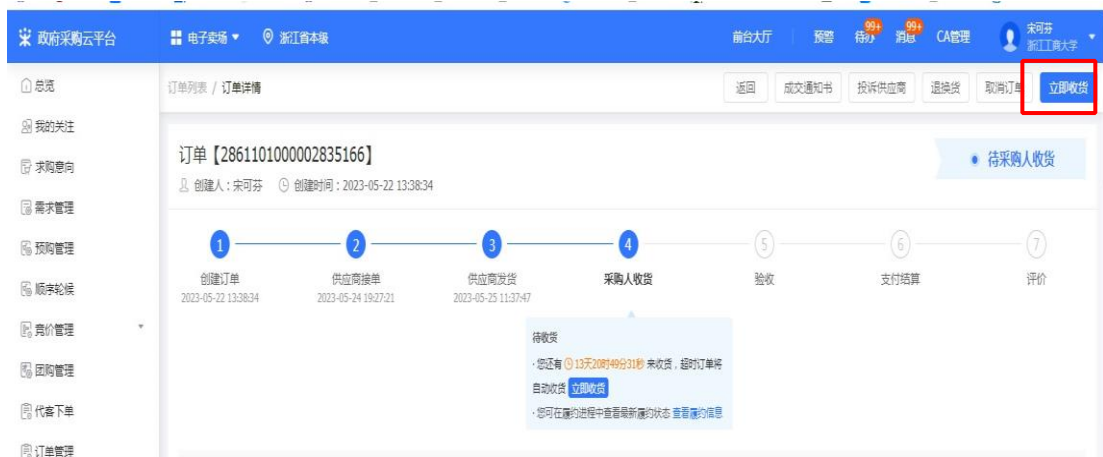 政府采购云平台
电子卖场
浙江省本级
前台大厅
预警
待办
99+
消息
99+
CA管理
宋可芬
浙江工商大学
总览
我的关注
求购意向
需求管理
预购管理
顺序轮候
竞价管理
团购管理
代客下单
订单管理
订单列表 / 订单详情
返回
成交通知书
投诉供应商
退换货
取消订单
立即收货
订单【2861101000002835166】
待采购人收货
创建人：宋可芬 创建时间：2023-05-22 13:38:34
1
2
3
4
5
6
7
创建订单
供应商接单
供应商发货
采购人收货
验收
支付结算
评价
2023-05-22 13:38:34
2023-05-24 19:27:21
2023-05-25 11:37:47
待收货
·您还有 13天20时49分31秒 来收货，超时订单将
自动收货 立即收货
·您可在履约进程中查看最新履约状态 查看履约信息